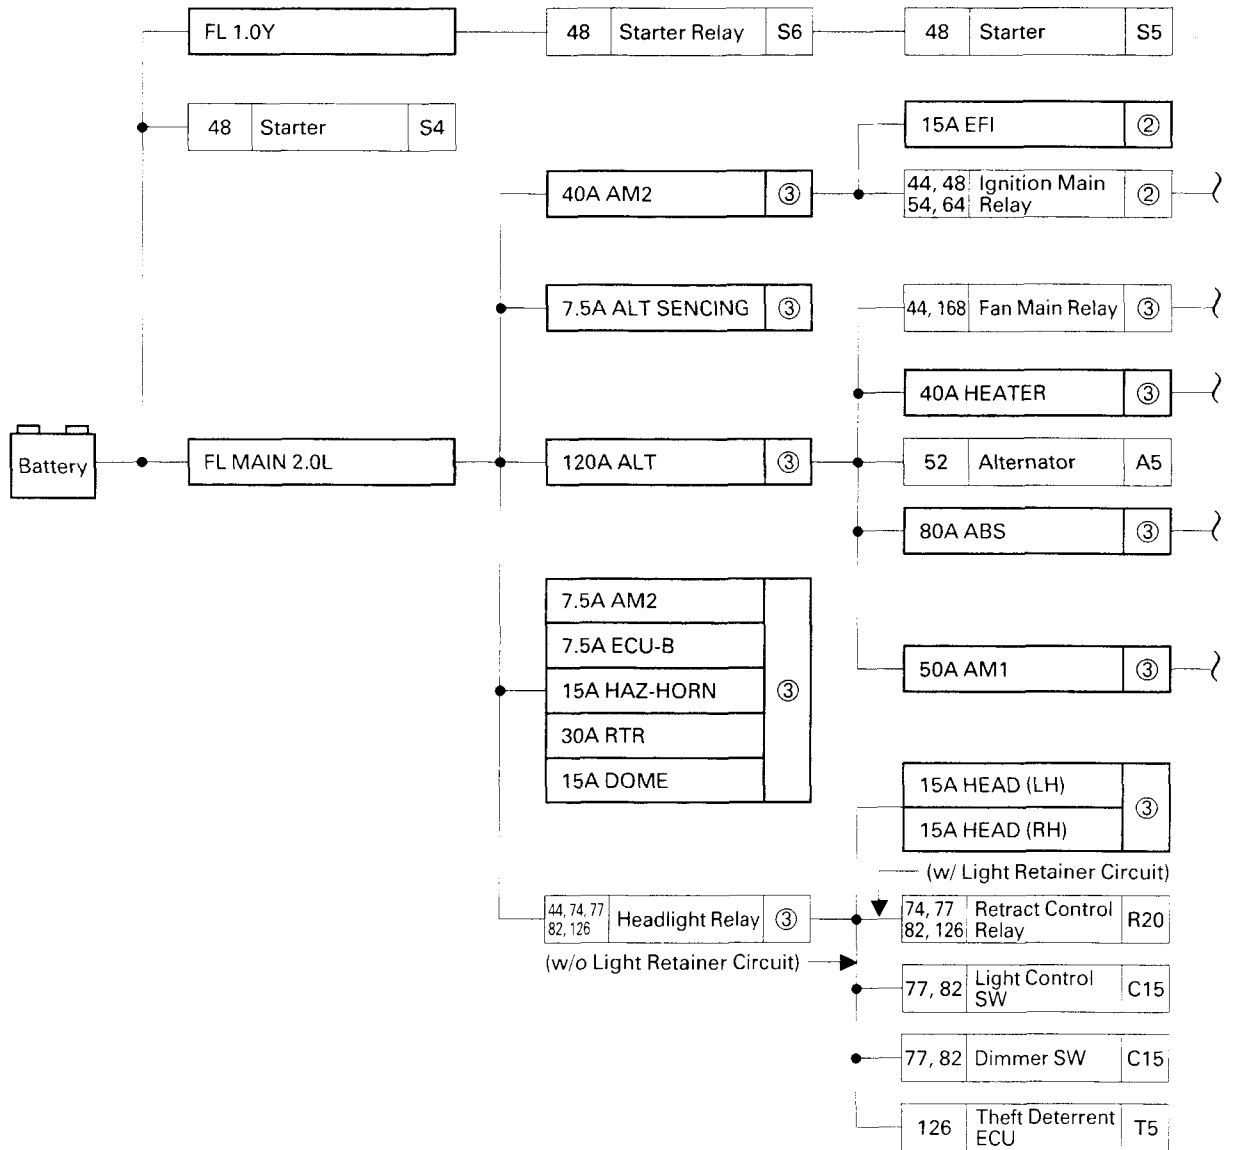 FL 1.0Y
48 Starter Relay S6
48 Starter S5
48 Starter S4
15A EFI ②
40A AM2 ③
44, 48 Ignition Main ②
54, 64 Relay
7.5A ALT SENCING ③
44, 168 Fan Main Relay ③
40A HEATER ③
Battery
FL MAIN 2.0L
120A ALT ③
52 Alternator A5
80A ABS ③
7.5A AM2
7.5A ECU-B
15A HAZ-HORN ③
30A RTR
15A DOME
50A AM1 ③
15A HEAD (LH) ③
15A HEAD (RH)
(w/ Light Retainer Circuit)
44, 74, 77 Headlight Relay ③
82, 126
(w/o Light Retainer Circuit)
74, 77 Retract Control R20
82, 126 Relay
77, 82 Light Control C15
SW
77, 82 Dimmer SW C15
126 Theft Deterrent T5
ECU